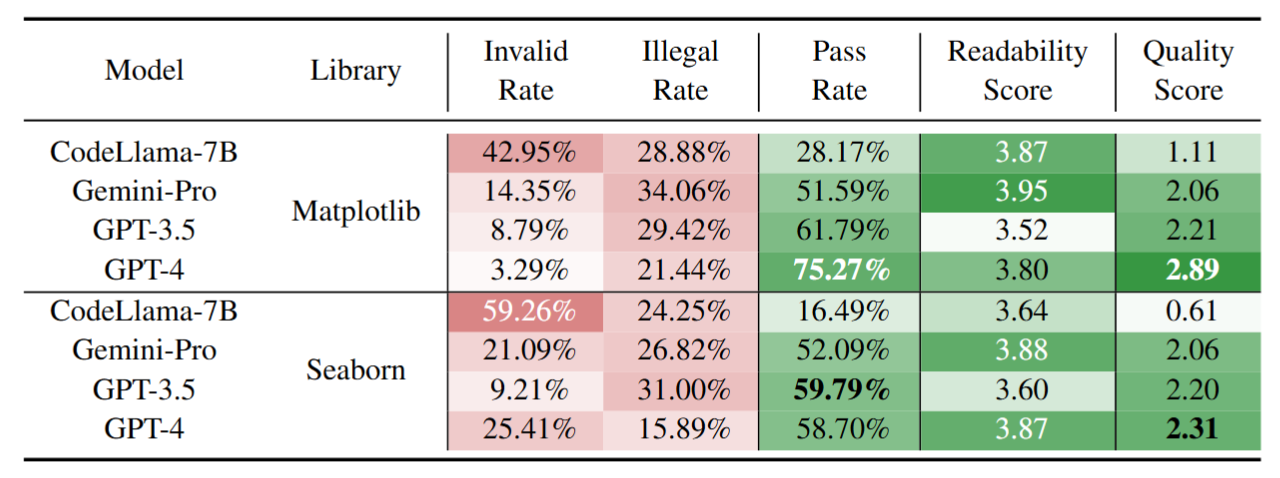 Model Library Invalid Rate Illegal Rate Pass Rate Readability Score Quality Score
CodeLlama-7B Matplotlib 42.95% 28.88% 28.17% 3.87 1.11
Gemini-Pro 14.35% 34.06% 51.59% 3.95 2.06
GPT-3.5 8.79% 29.42% 61.79% 3.52 2.21
GPT-4 3.29% 21.44% 75.27% 3.80 2.89
CodeLlama-7B Seaborn 59.26% 24.25% 16.49% 3.64 0.61
Gemini-Pro 21.09% 26.82% 52.09% 3.88 2.06
GPT-3.5 9.21% 31.00% 59.79% 3.60 2.20
GPT-4 25.41% 15.89% 58.70% 3.87 2.31